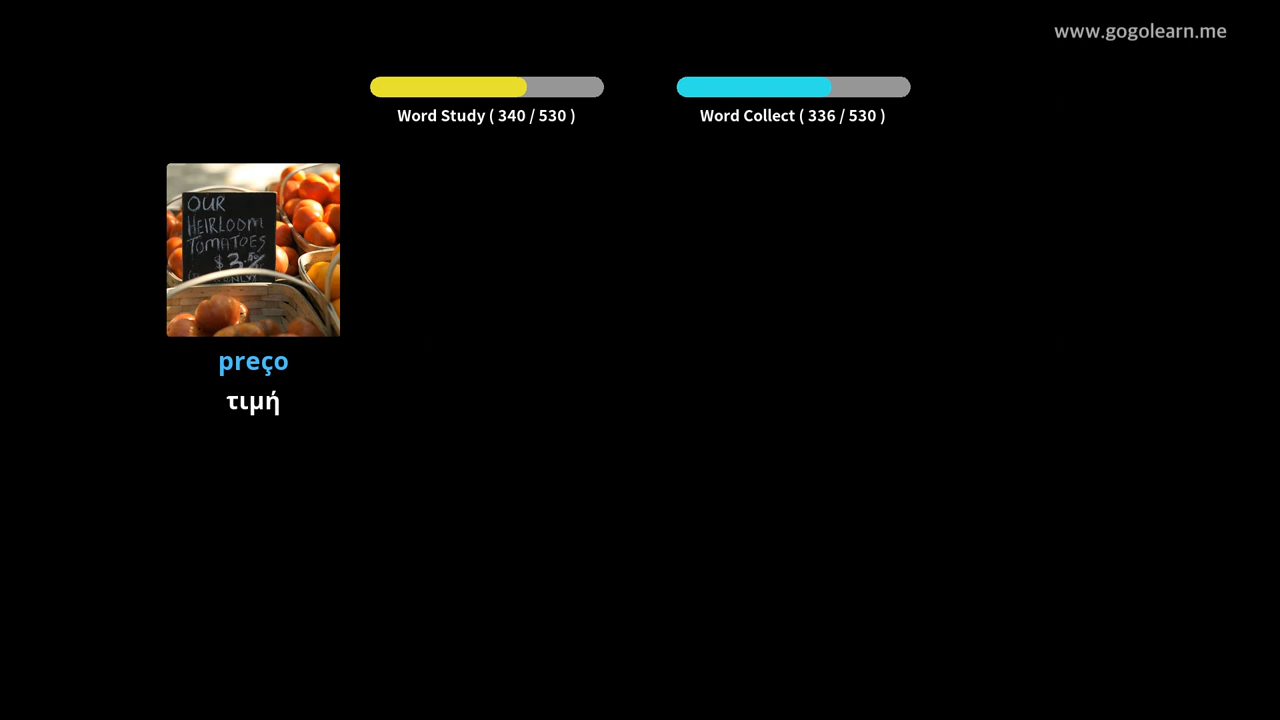 www.gogolearn.me
Word Study ( 340 / 530 )
Word Collect ( 336 / 530 )
OUR
HEIRLOOM
TOMATOES
preço
τιμή